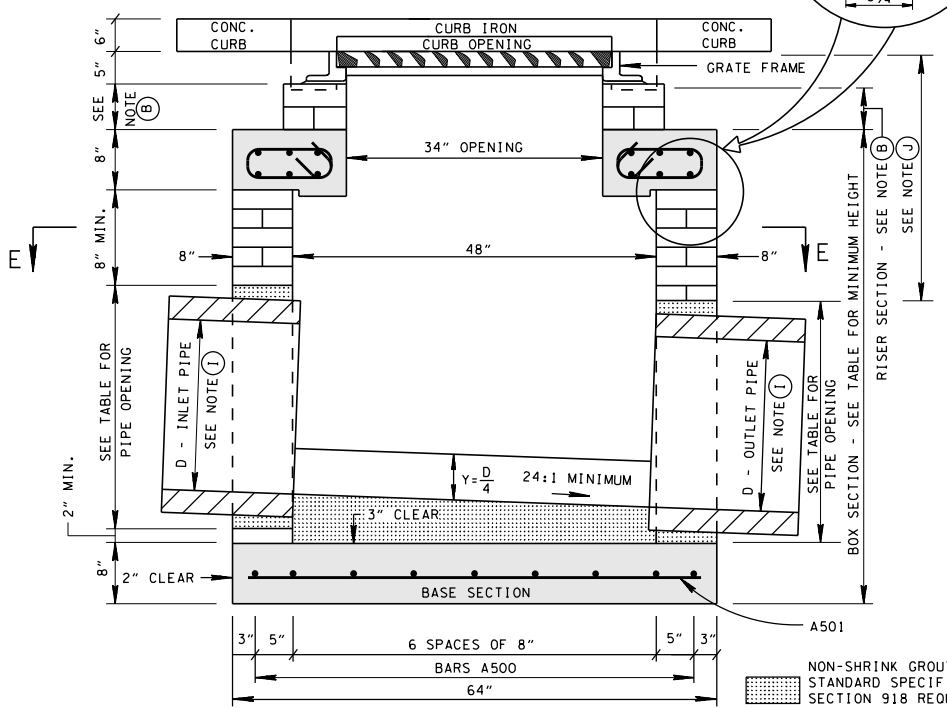 CONC.
CURB
CURB IRON
CURB OPENING
CONC.
CURB
6"
5"
SEE
NOTE B
8"
8" MIN.
GRATE FRAME
34" OPENING
E
E
8"
48"
8"
SEE TABLE FOR
PIPE OPENING
D - INLET PIPE
SEE NOTE I
Y=D/4
24:1 MINIMUM
D - OUTLET PIPE
SEE NOTE I
SEE TABLE FOR
PIPE OPENING
BOX SECTION - SEE TABLE FOR MINIMUM HEIGHT
RISER SECTION - SEE NOTE B
SEE NOTE J
2" MIN.
3" CLEAR
8"
2" CLEAR
BASE SECTION
A501
3"
5"
6 SPACES OF 8"
5"
3"
BARS A500
64"
NON-SHRINK GROU
STANDARD SPECIF
SECTION 918 REQ